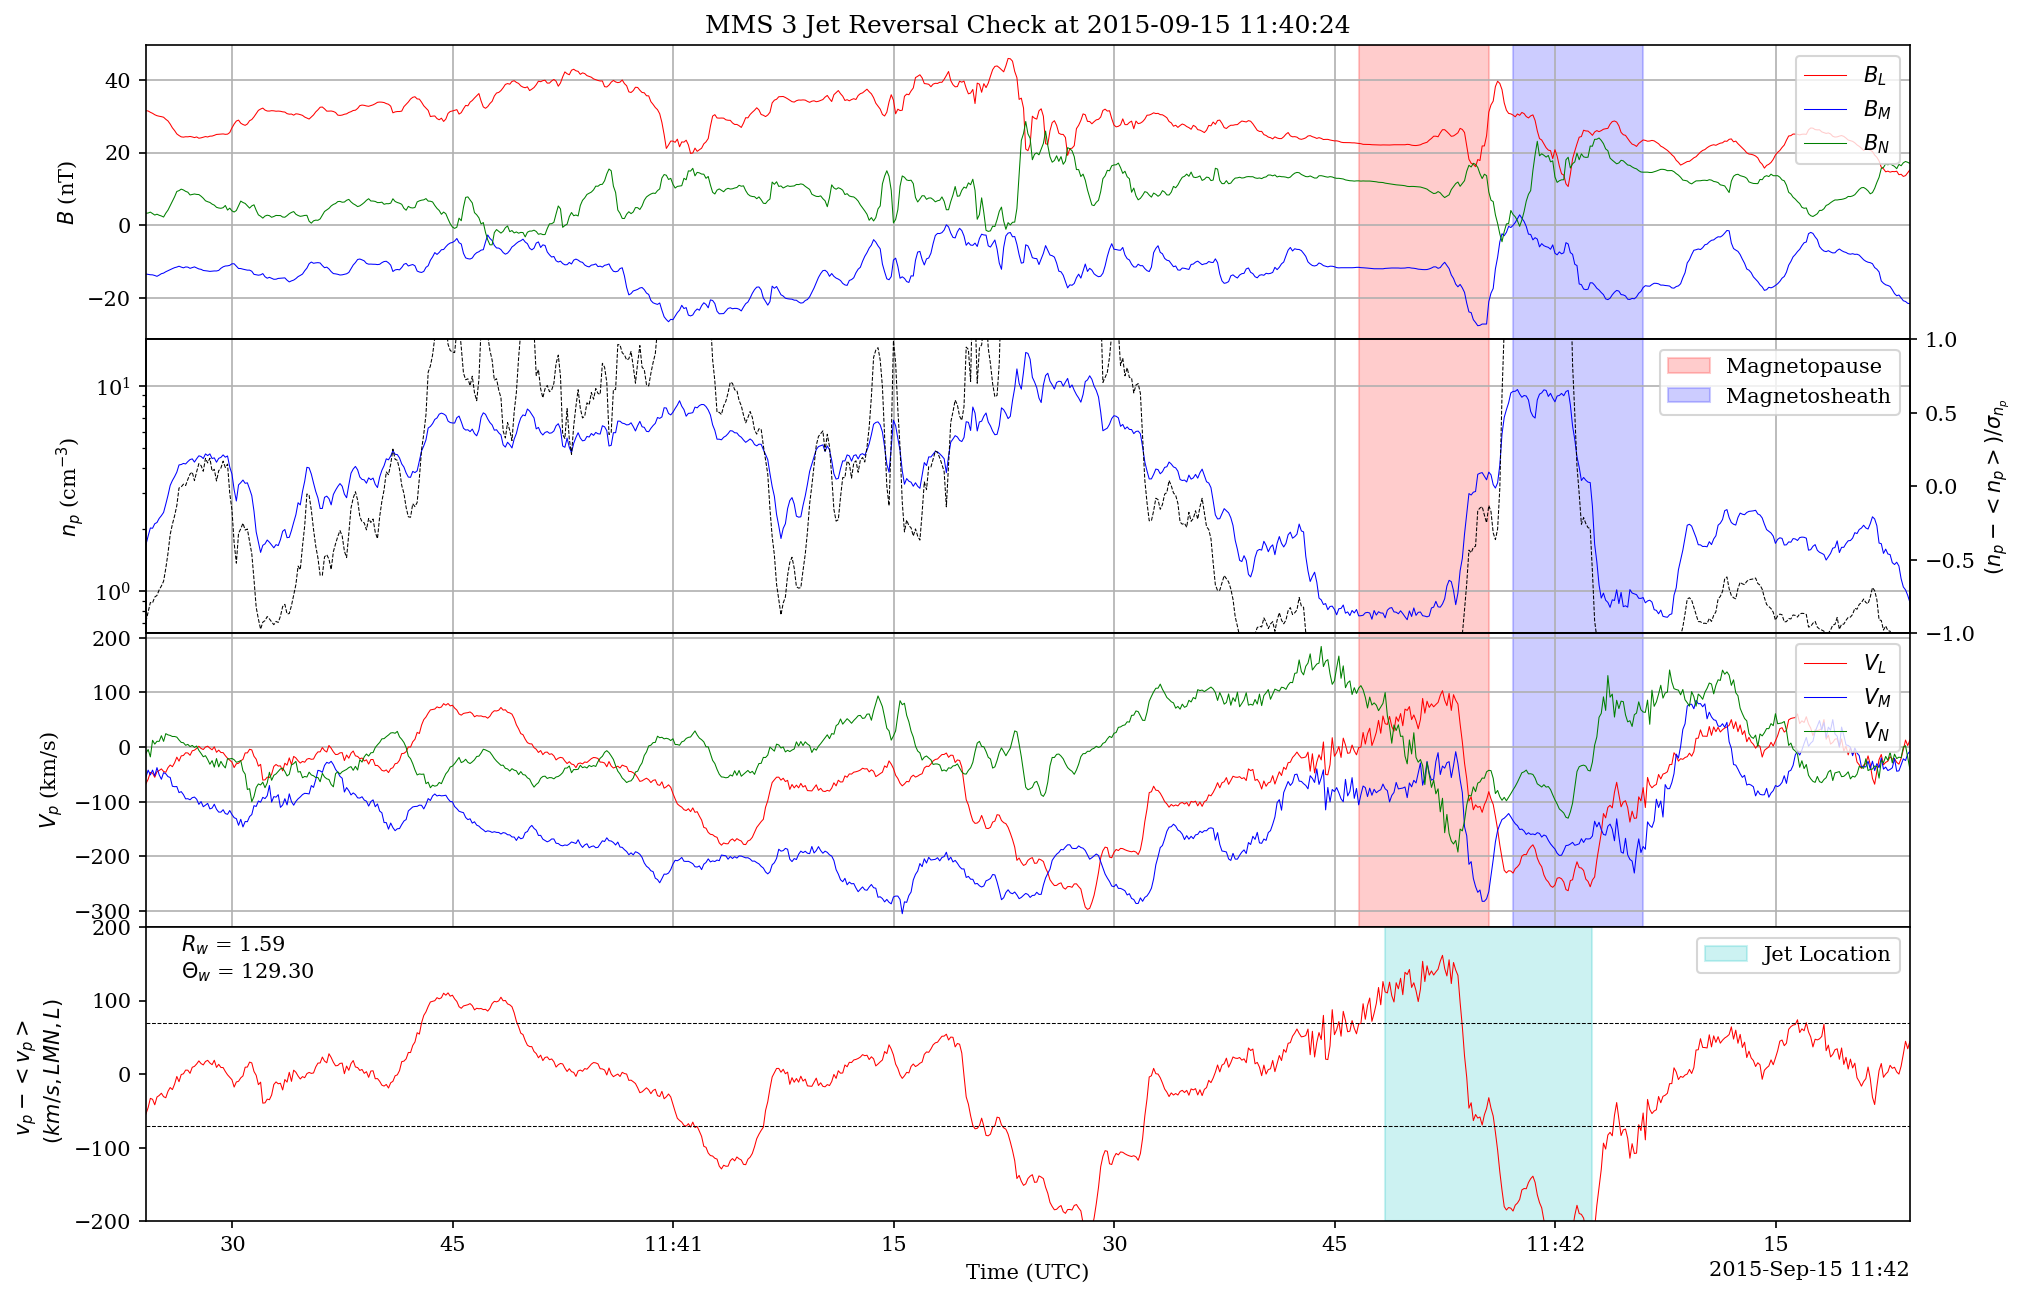 MMS 3 Jet Reversal Check at 2015-09-15 11:40:24
B (nT)
40
20
0
−20
B_L
B_M
B_N
n_p (cm^{−3})
10^1
10^0
Magnetopause
Magnetosheath
1.0
0.5
0.0
−0.5
−1.0
(n_p − < n_p >)/σ_{n_p}
V_p (km/s)
200
100
0
−100
−200
−300
V_L
V_M
V_N
v_p − < v_p >
(km/s, LMN, L)
200
100
0
−100
−200
R_w = 1.59
Θ_w = 129.30
Jet Location
30
45
11:41
15
30
45
11:42
15
Time (UTC)
2015-Sep-15 11:42